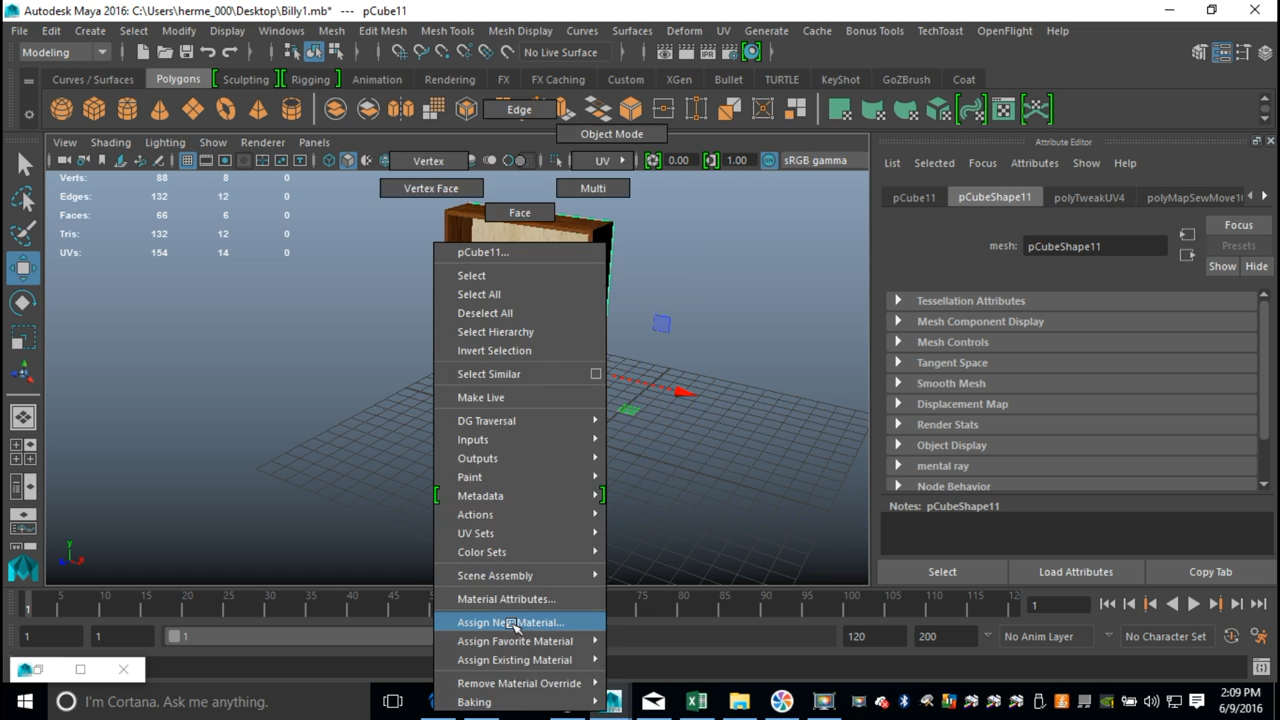 Autodesk Maya 2016: C:\Users\herme_000\Desktop\Billy1.mb* --- pCube11
File Edit Create Select Modify Display Windows Mesh Edit Mesh Mesh Tools Mesh Display Curves Surfaces Deform UV Generate Cache Bonus Tools TechToast OpenFlight Help
Modeling No Live Surface
Curves / Surfaces Polygons Sculpting Rigging Animation Rendering FX FX Caching Custom XGen Bullet TURTLE KeyShot GoZBrush Coat
Edge
Object Mode
Vertex UV
Vertex Face Multi
Face
View Shading Lighting Show Renderer Panels
0.00 1.00 sRGB gamma
Verts: 88 8 0
Edges: 132 12 0
Faces: 66 6 0
Tris: 132 12 0
UVs: 154 14 0
pCube11...
Select
Select All
Deselect All
Select Hierarchy
Invert Selection
Select Similar
Make Live
DG Traversal
Inputs
Outputs
Paint
Metadata
Actions
UV Sets
Color Sets
Scene Assembly
Material Attributes...
Assign New Material...
Assign Favorite Material
Assign Existing Material
Remove Material Override
Baking
Attribute Editor
List Selected Focus Attributes Show Help
pCube11 pCubeShape11 polyTweakUV4 polyMapSewMove1
Focus
Presets
Show Hide
mesh: pCubeShape11
Tessellation Attributes
Mesh Component Display
Mesh Controls
Tangent Space
Smooth Mesh
Displacement Map
Render Stats
Object Display
mental ray
Node Behavior
Notes: pCubeShape11
Select Load Attributes Copy Tab
y
z x
1 5 10 15 20 25 30 35 40 45 75 80 85 90 95 100 105 110 115 12 1
1 1 1 120 200 No Anim Layer No Character Set
I'm Cortana. Ask me anything.
2:09 PM
6/9/2016